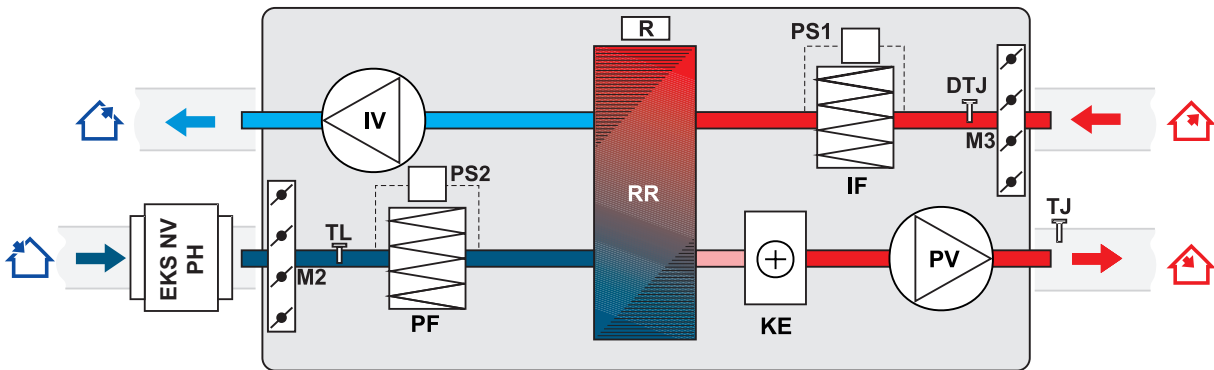 R
PS1
DTJ
IV
M3
PS2
IF
RR
TJ
EKS NV
PH
TL
M2
PV
PF
KE